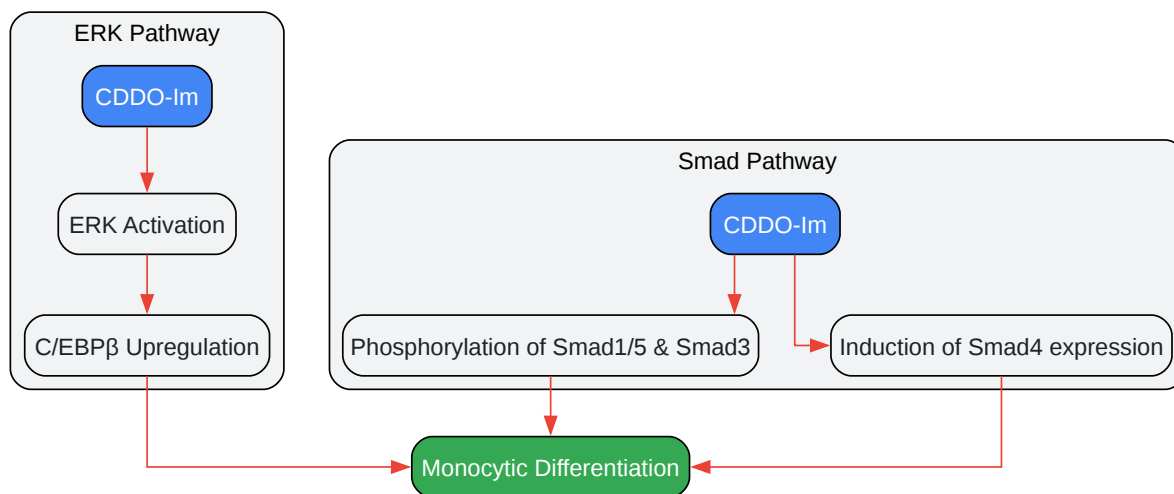 ERK Pathway
CDDO-Im
ERK Activation
C/EBPβ Upregulation
Smad Pathway
CDDO-Im
Phosphorylation of Smad1/5 & Smad3
Induction of Smad4 expression
Monocytic Differentiation